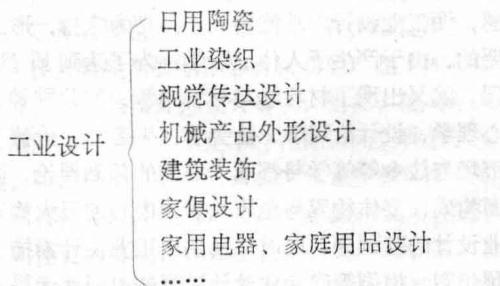 日用陶瓷
工业染织
视觉传达设计
机械产品外形设计
工业设计
建筑装饰
家俱设计
家用电器、家庭用品设计
……